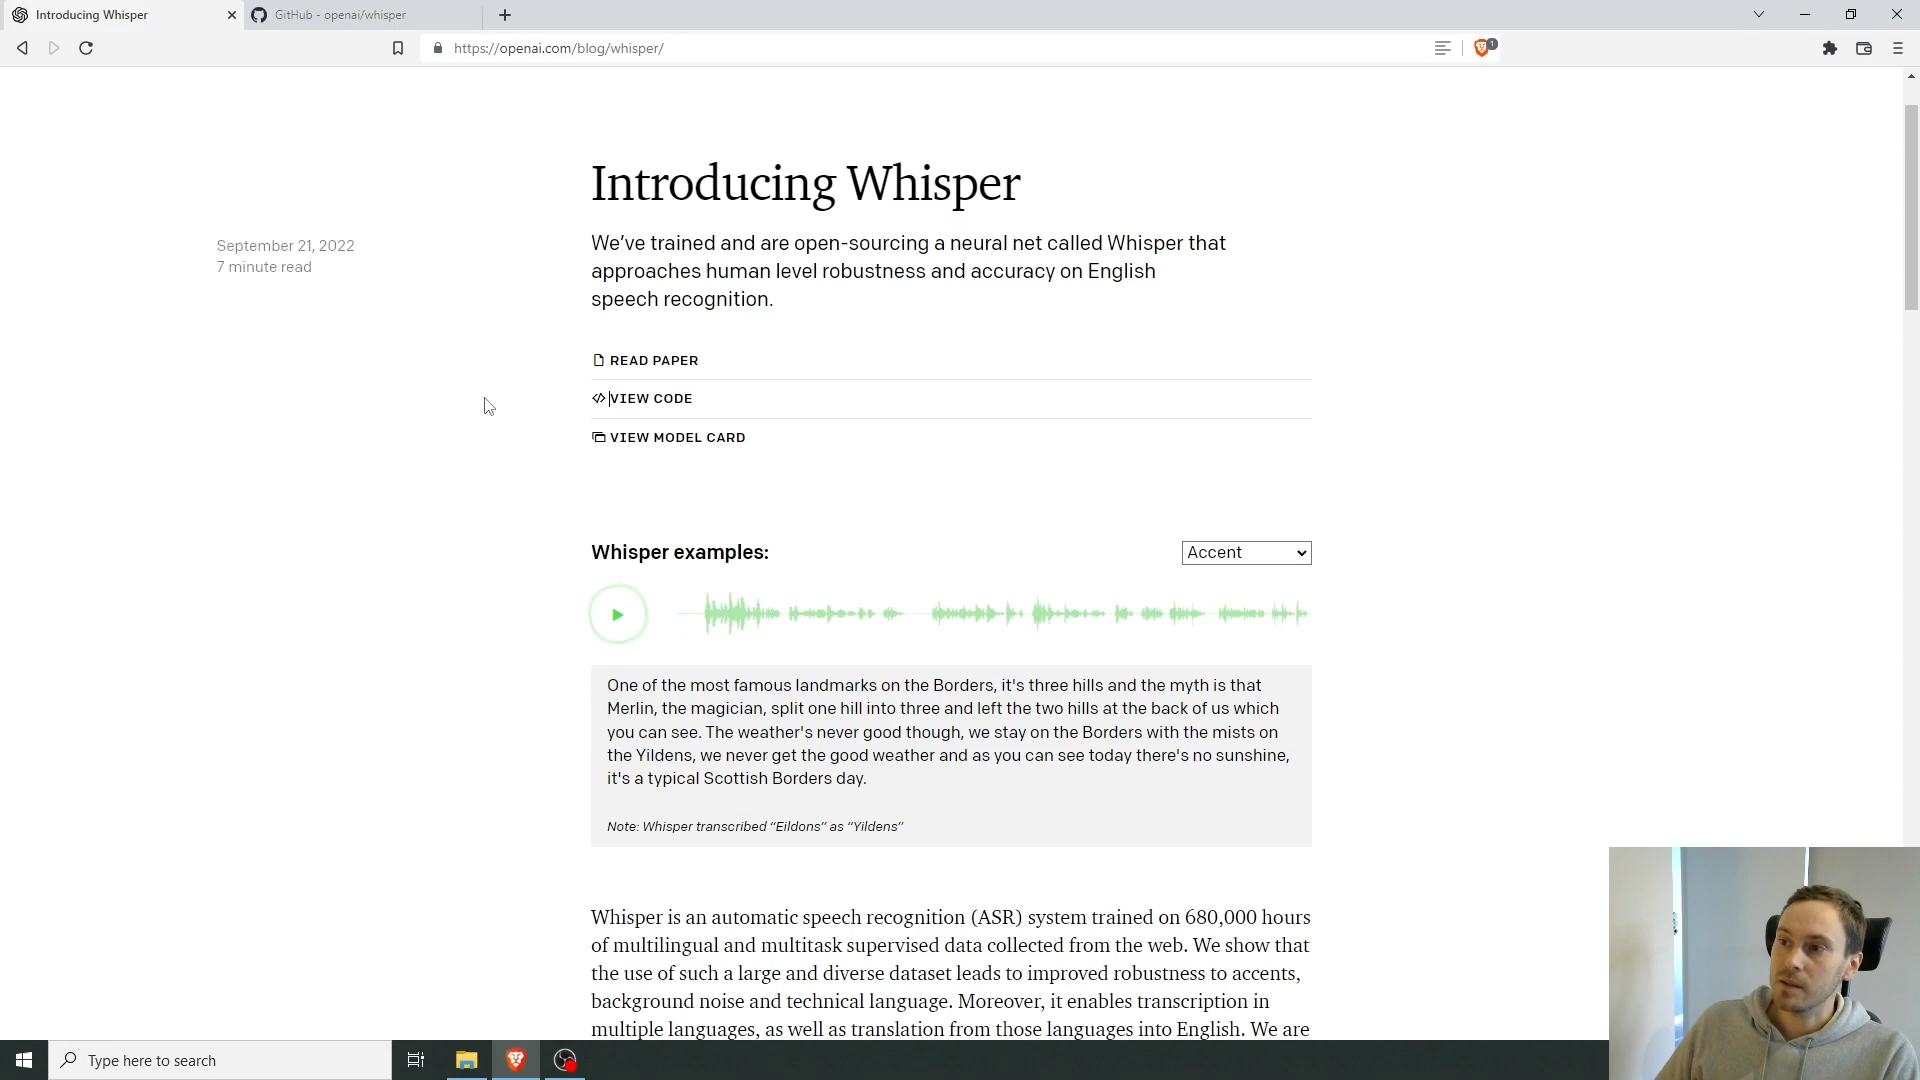 Introducing Whisper
GitHub - openai/whisper
https://openai.com/blog/whisper/
1
Introducing Whisper
September 21, 2022
7 minute read
We've trained and are open-sourcing a neural net called Whisper that
approaches human level robustness and accuracy on English
speech recognition.
READ PAPER
VIEW CODE
VIEW MODEL CARD
Whisper examples:
Accent
One of the most famous landmarks on the Borders, it's three hills and the myth is that
Merlin, the magician, split one hill into three and left the two hills at the back of us which
you can see. The weather's never good though, we stay on the Borders with the mists on
the Yildens, we never get the good weather and as you can see today there's no sunshine,
it's a typical Scottish Borders day.
Note: Whisper transcribed “Eildons” as “Yildens”
Whisper is an automatic speech recognition (ASR) system trained on 680,000 hours
of multilingual and multitask supervised data collected from the web. We show that
the use of such a large and diverse dataset leads to improved robustness to accents,
background noise and technical language. Moreover, it enables transcription in
multiple languages, as well as translation from those languages into English. We are
Type here to search